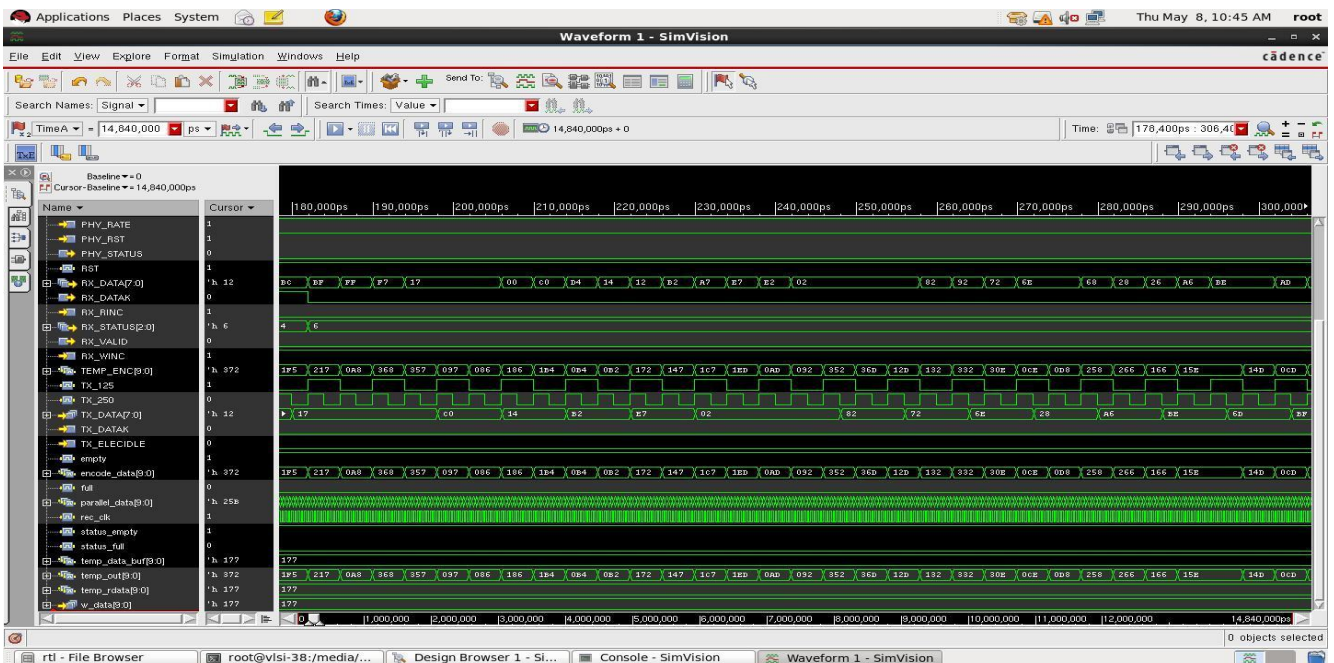 Applications Places System Thu May 8, 10:45 AM root
Waveform 1 - SimVision
File Edit View Explore Format Simulation Windows Help cādence
Send To:
Search Names: Signal Search Times: Value
TimeA = 14,840,000 ps 14,840,000ps + 0 Time: 178,400ps : 306,40
TxE
Baseline = 0
Cursor-Baseline = 14,840,000ps
Name Cursor 180,000ps 190,000ps 200,000ps 210,000ps 220,000ps 230,000ps 240,000ps 250,000ps 260,000ps 270,000ps 280,000ps 290,000ps 300,000
PHY_RATE 1
PHY_RST 1
PHY_STATUS 0
RST 1
RX_DATA[7:0] 'h 12 BC BF FF F7 17 00 C0 D4 14 12 B2 A7 E7 E2 02 82 92 72 6E 68 28 26 A6 BE AD
RX_DATAK 0
RX_RINC 1
RX_STATUS[2:0] 'h 6 4 6
RX_VALID 0
RX_WINC 1
TEMP_ENC[9:0] 'h 372 1F5 217 0A8 368 357 097 086 186 1B4 0B4 0B2 172 147 1C7 1ED 0AD 092 352 36D 12D 132 332 30E 0CE 0D8 258 266 166 15E 14D 0CD
TX_125 1
TX_250 0
TX_DATA[7:0] 'h 12 17 C0 14 B2 E7 02 82 72 6E 28 A6 BE 6D BF
TX_DATAK 0
TX_ELECIDLE 0
empty 1
encode_data[9:0] 'h 372 1F5 217 0A8 368 357 097 086 186 1B4 0B4 0B2 172 147 1C7 1ED 0AD 092 352 36D 12D 132 332 30E 0CE 0D8 258 266 166 15E 14D 0CD
full 0
parallel_data[9:0] 'h 25B
rec_clk 1
status_empty 1
status_full 0
temp_data_buf[9:0] 'h 177 177
temp_out[9:0] 'h 372 1F5 217 0A8 368 357 097 086 186 1B4 0B4 0B2 172 147 1C7 1ED 0AD 092 352 36D 12D 132 332 30E 0CE 0D8 258 266 166 15E 14D 0CD
temp_rdata[9:0] 'h 177 177
w_data[9:0] 'h 177 177
0 1,000,000 2,000,000 3,000,000 4,000,000 5,000,000 6,000,000 7,000,000 8,000,000 9,000,000 10,000,000 11,000,000 12,000,000 14,840,000ps
0 objects selected
rtl - File Browser root@vlsi-38:/media/... Design Browser 1 - Si... Console - SimVision Waveform 1 - SimVision